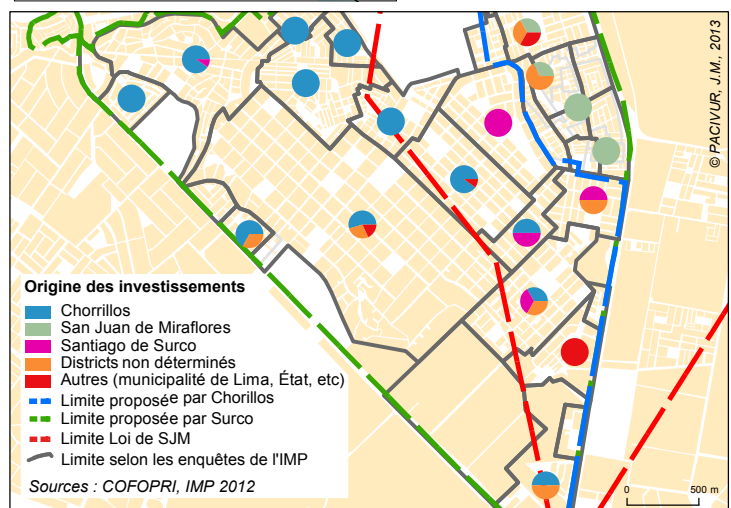 © PACIVUR, J.M., 2013
Origine des investissements
Chorrillos
San Juan de Miraflores
Santiago de Surco
Districts non déterminés
Autres (municipalité de Lima, État, etc)
Limite proposée par Chorillos
Limite proposée par Surco
Limite Loi de SJM
Limite selon les enquêtes de l'IMP
Sources : COFOPRI, IMP 2012
0 500 m